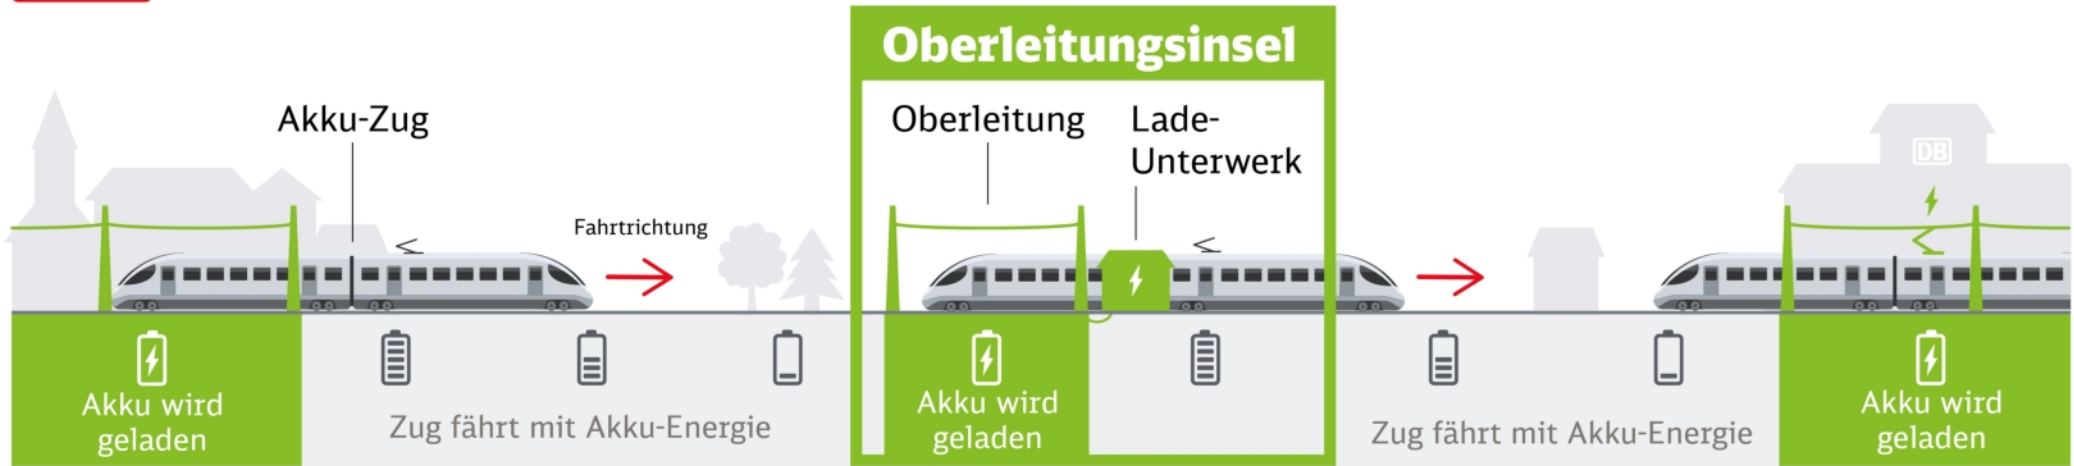 Oberleitungsinsel
Akku-Zug
Oberleitung
Lade-
Unterwerk
DB
Fahrtrichtung
Akku wird
geladen
Zug fährt mit Akku-Energie
Akku wird
geladen
Zug fährt mit Akku-Energie
Akku wird
geladen